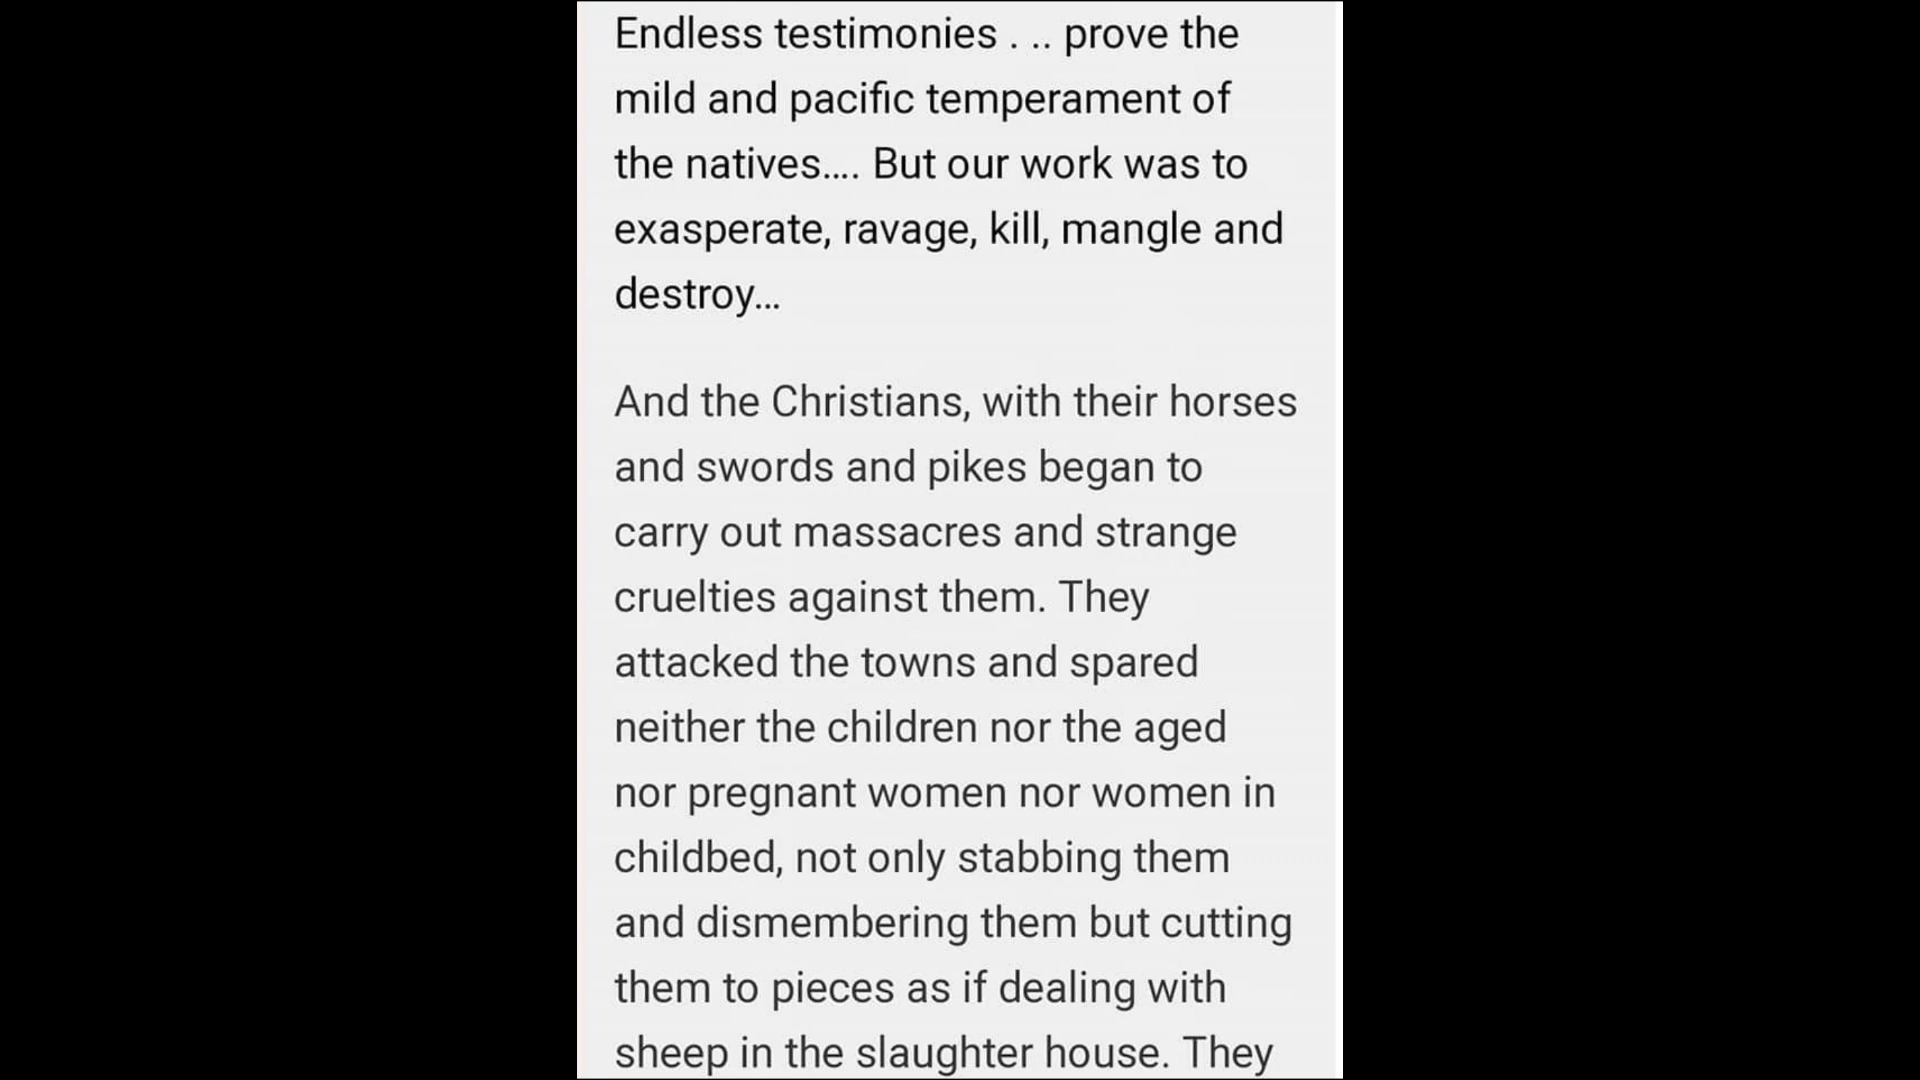 Endless testimonies . .. prove the
mild and pacific temperament of
the natives.... But our work was to
exasperate, ravage, kill, mangle and
destroy...
And the Christians, with their horses
and swords and pikes began to
carry out massacres and strange
cruelties against them. They
attacked the towns and spared
neither the children nor the aged
nor pregnant women nor women in
childbed, not only stabbing them
and dismembering them but cutting
them to pieces as if dealing with
sheep in the slaughter house. They